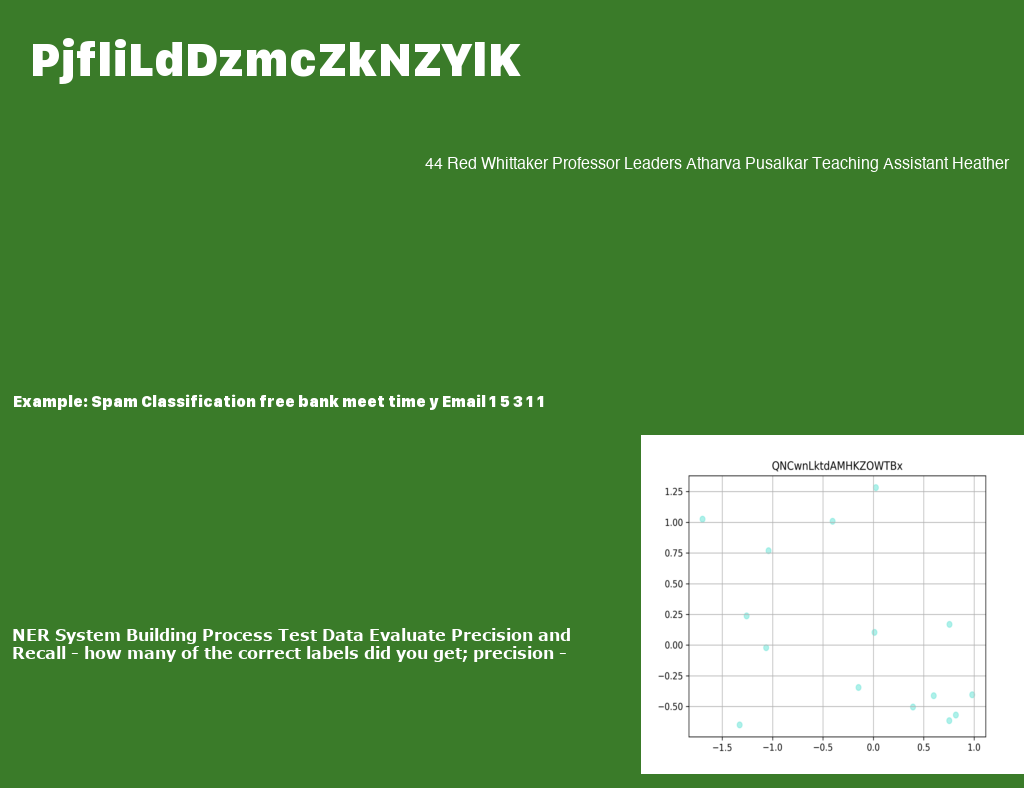 PjfIiLdDzmcZkNZYlK
44 Red Whittaker Professor Leaders Atharva Pusalkar Teaching Assistant Heather
Example: Spam Classification free bank meet time y Email 1 5 3 1 1
QNCwnLktdAMHKZOWTBx
1.25
1.00
0.75
0.50
0.25
0.00
−0.25
−0.50
−1.5 −1.0 −0.5 0.0 0.5 1.0
NER System Building Process Test Data Evaluate Precision and
Recall – how many of the correct labels did you get; precision –